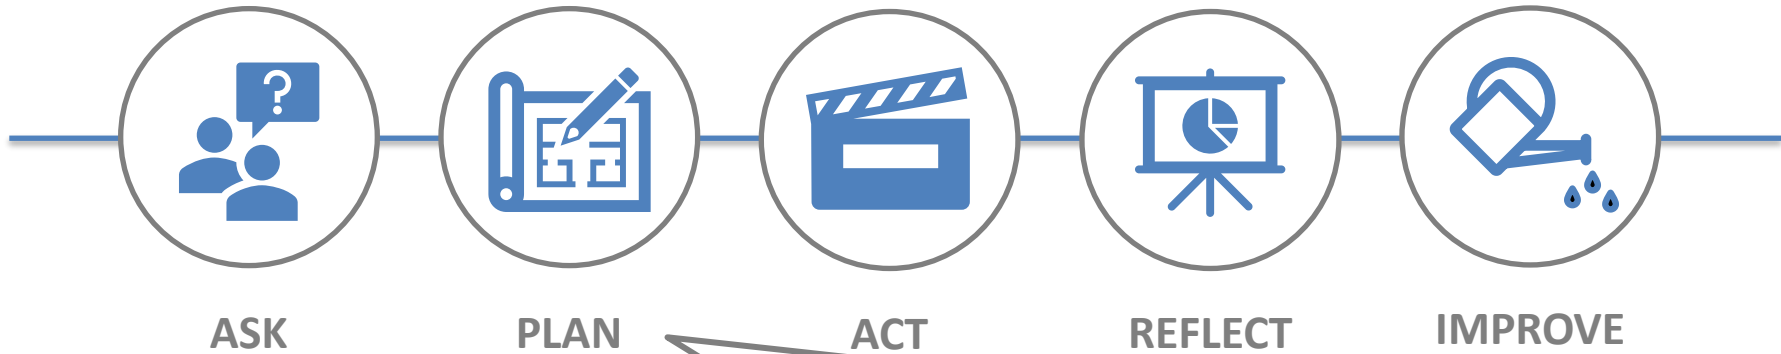 ?
ASK
PLAN
ACT
REFLECT
IMPROVE